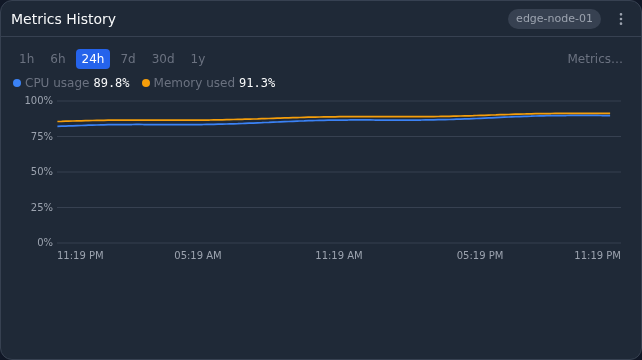 Metrics History
edge-node-01
1h 6h 24h 7d 30d 1y
Metrics...
CPU usage 89.8% Memory used 91.3%
100%
75%
50%
25%
0%
11:19 PM 05:19 AM 11:19 AM 05:19 PM 11:19 PM